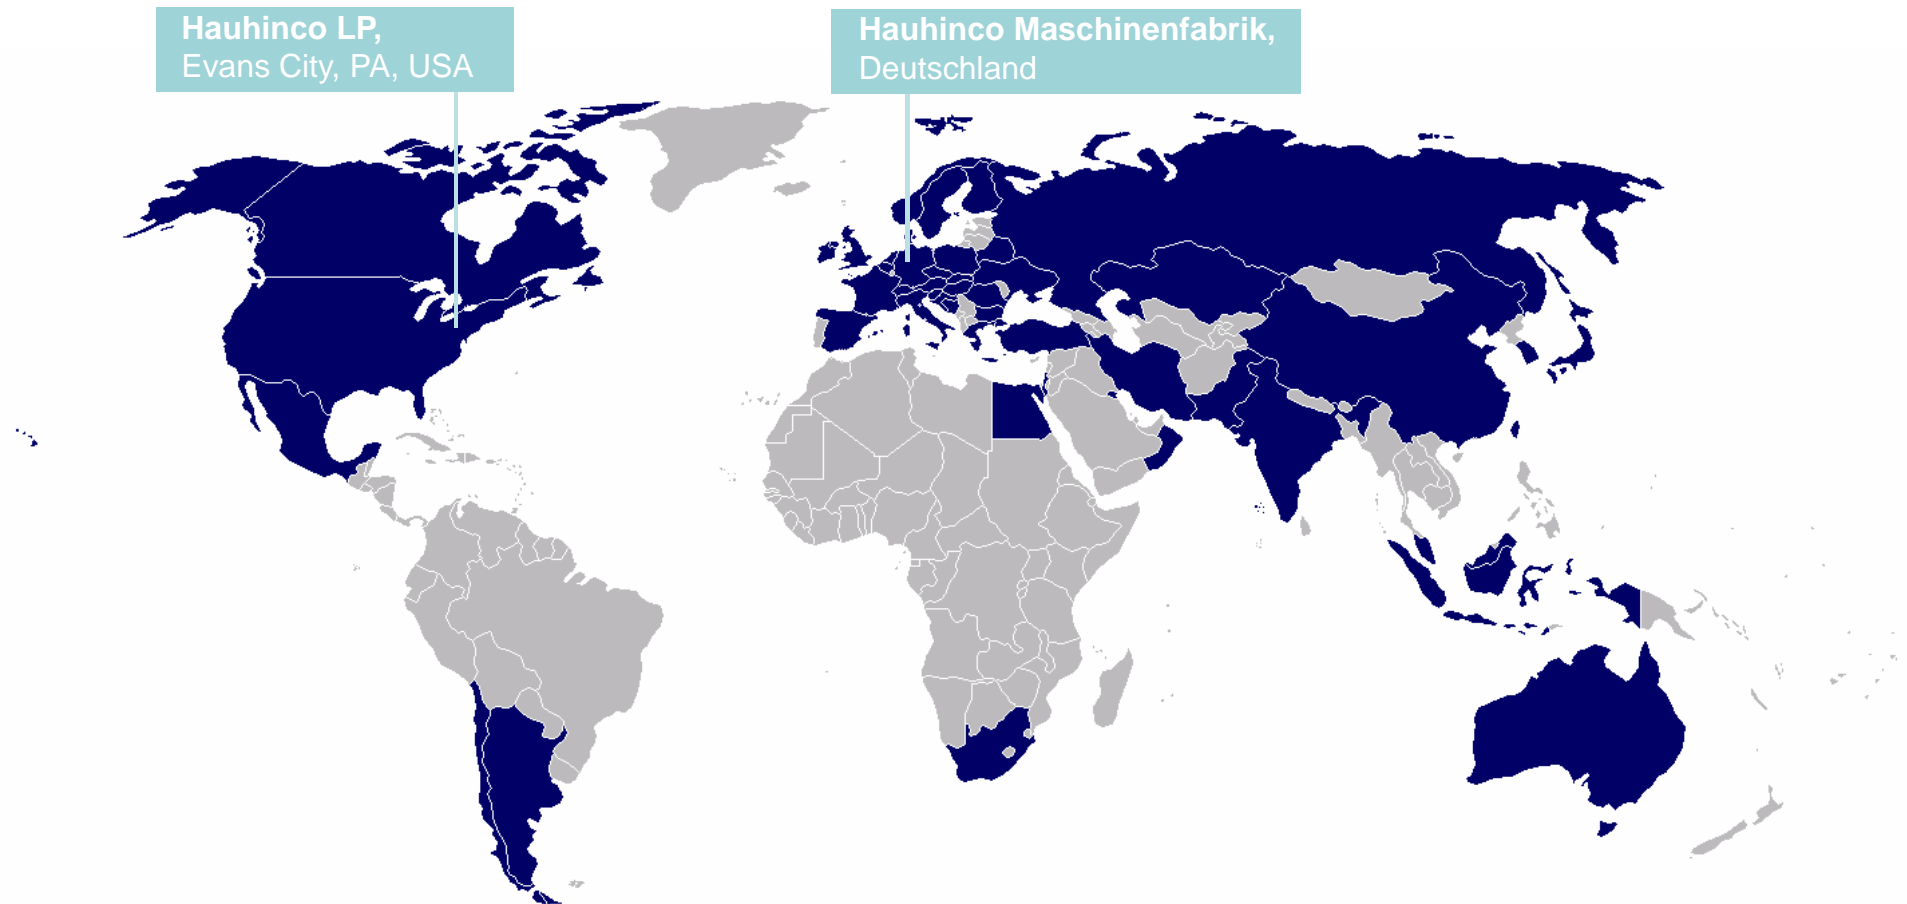 Hauhinco LP,
Evans City, PA, USA
Hauhinco Maschinenfabrik,
Deutschland